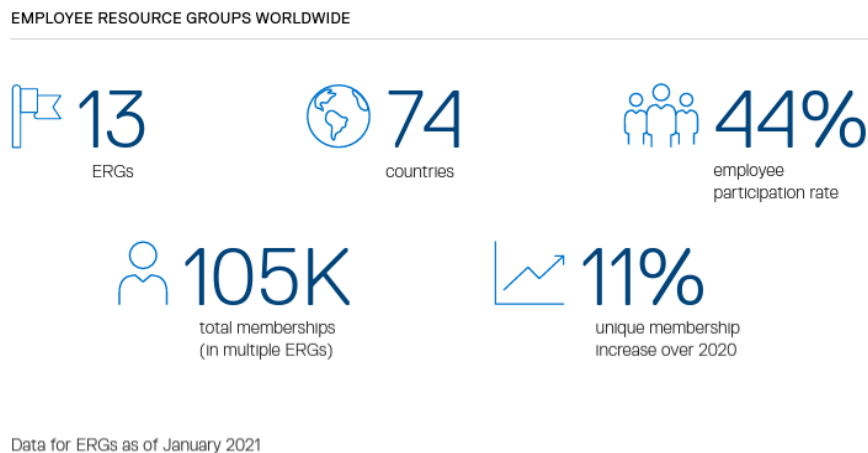 EMPLOYEE RESOURCE GROUPS WORLDWIDE
13
ERGs
74
countries
44%
employee
participation rate
105K
total memberships
(in multiple ERGs)
11%
unique membership
increase over 2020
Data for ERGs as of January 2021